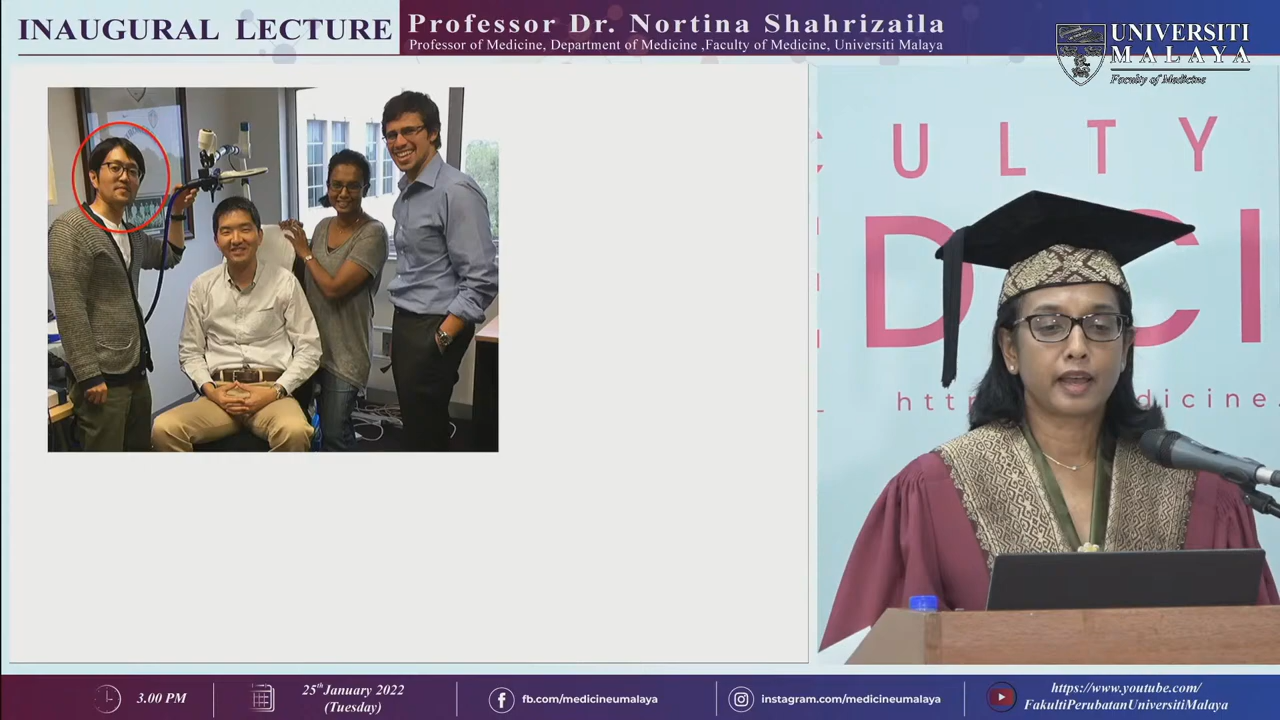 INAUGURAL LECTURE
Professor Dr. Nortina Shahrizaila
Professor of Medicine, Department of Medicine ,Faculty of Medicine, Universiti Malaya
UNIVERSITI
MALAYA
Faculty of Medicine
CULTY
EDICI
htt
dicine.
3.00 PM
25th January 2022
(Tuesday)
fb.com/medicineumalaya
instagram.com/medicineumalaya
https://www.youtube.com/
FakultiPerubatanUniversitiMalaya